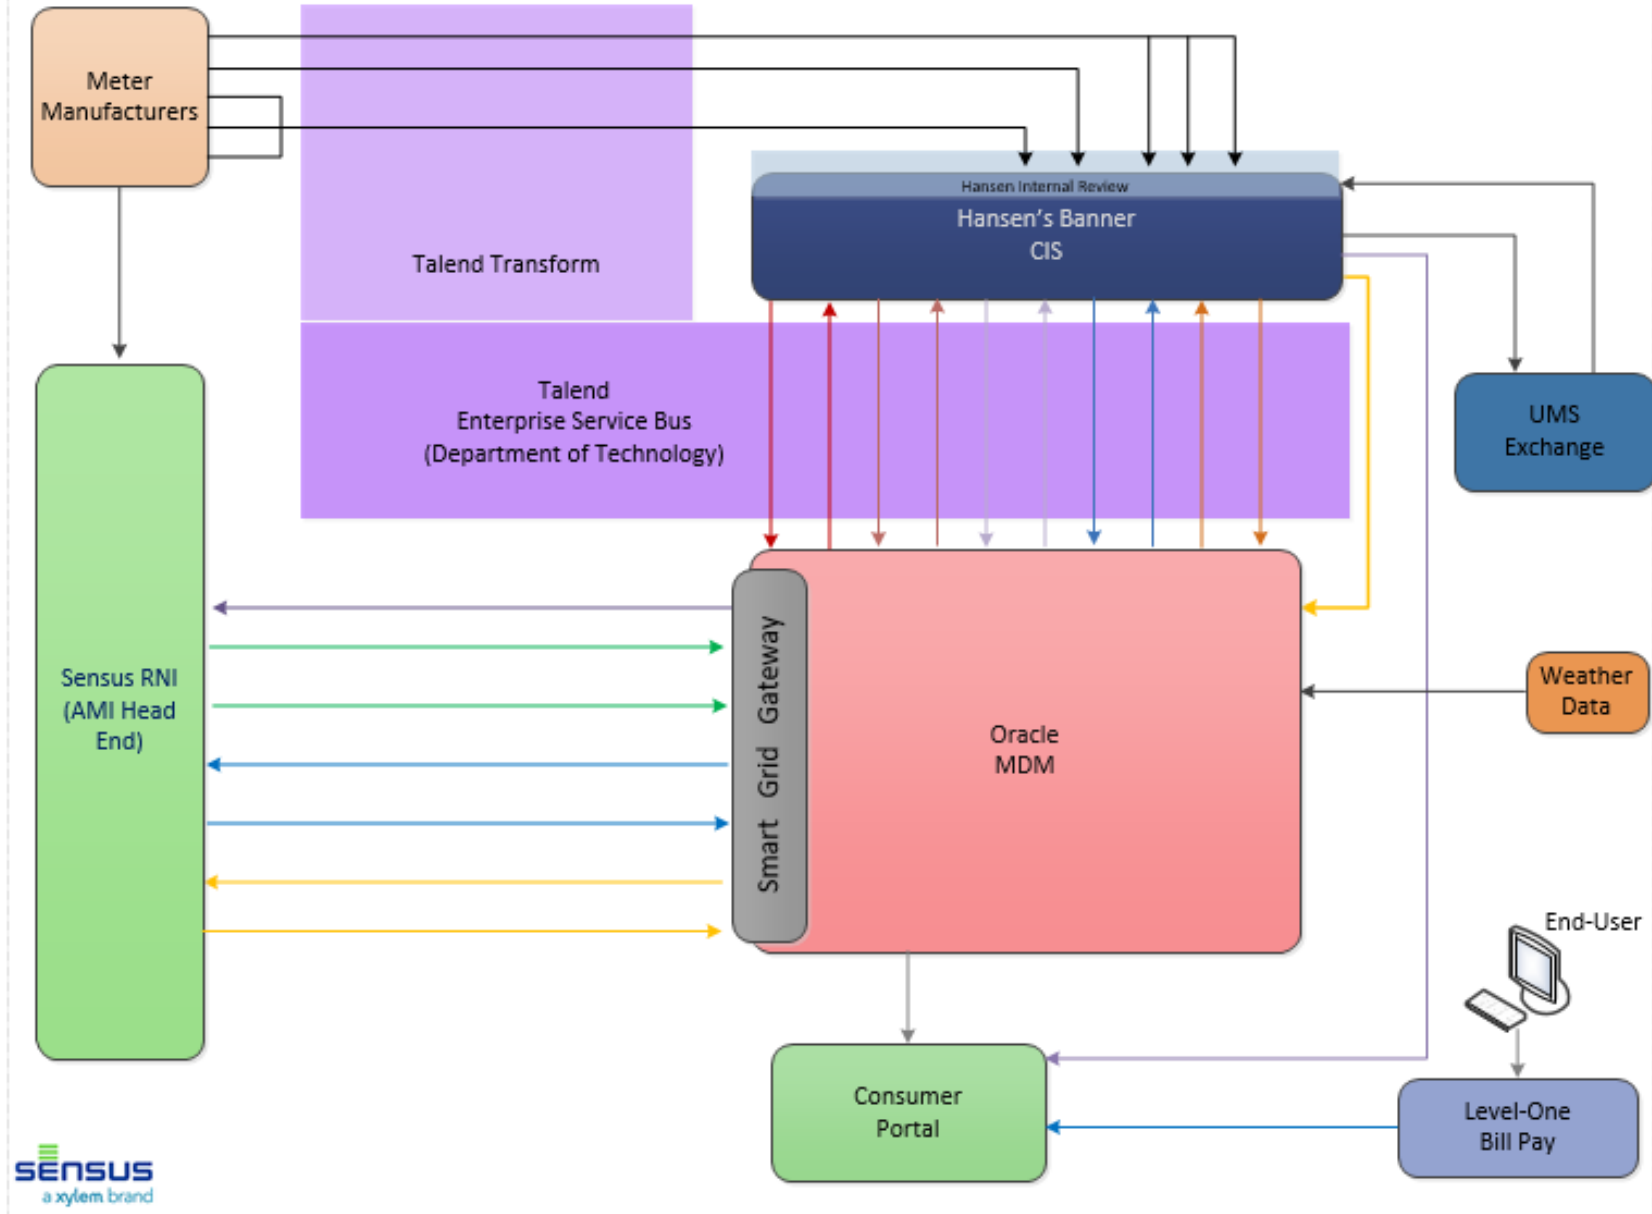 Meter
Manufacturers
Talend Transform
Hansen Internal Review
Hansen's Banner
CIS
Talend
Enterprise Service Bus
(Department of Technology)
UMS
Exchange
Sensus RNI
(AMI Head
End)
Smart Grid Gateway
Oracle
MDM
Weather
Data
End-User
Consumer
Portal
Level-One
Bill Pay
sensus
a xylem brand